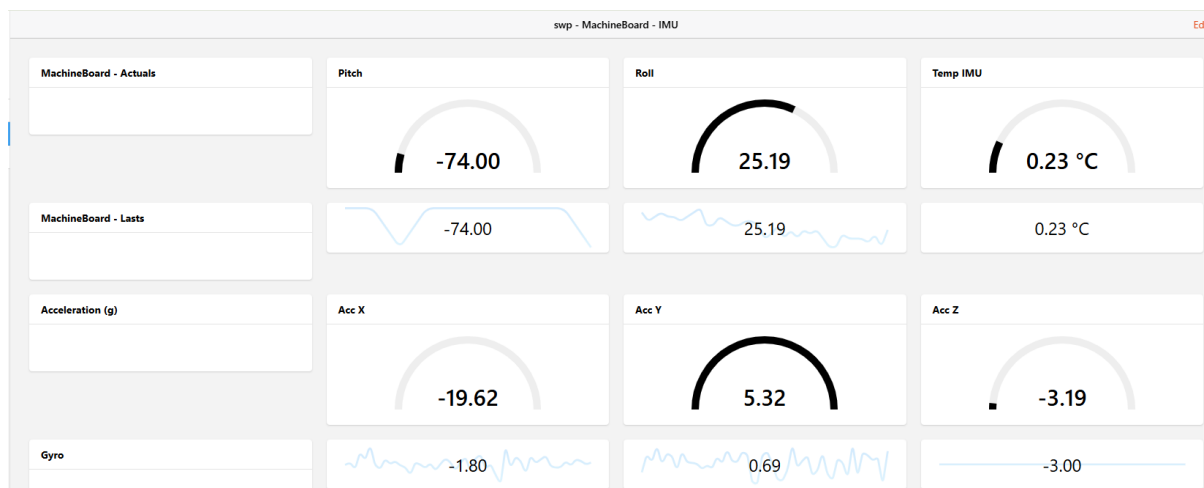 swp - MachineBoard - IMU
Ed
MachineBoard - Actuals
Pitch
Roll
Temp IMU
-74.00
25.19
0.23 °C
MachineBoard - Lasts
-74.00
25.19
0.23 °C
Acceleration (g)
Acc X
Acc Y
Acc Z
-19.62
5.32
-3.19
Gyro
-1.80
0.69
-3.00